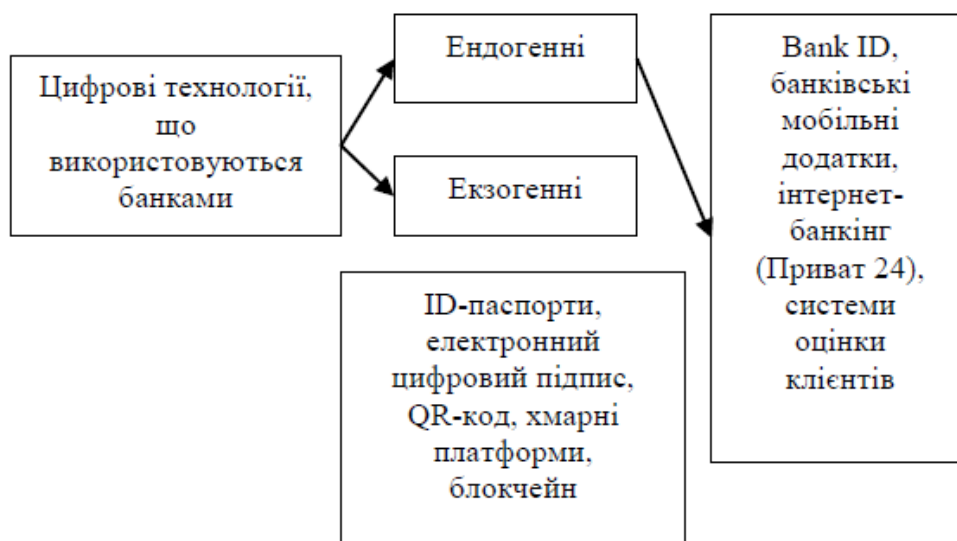 Цифрові технології,
що
використовуються
банками
Ендогенні
Екзогенні
ID-паспорти,
електронний
цифровий підпис,
QR-код, хмарні
платформи,
блокчейн
Bank ID,
банківські
мобільні
додатки,
інтернет-
банкінг
(Приват 24),
системи
оцінки
клієнтів